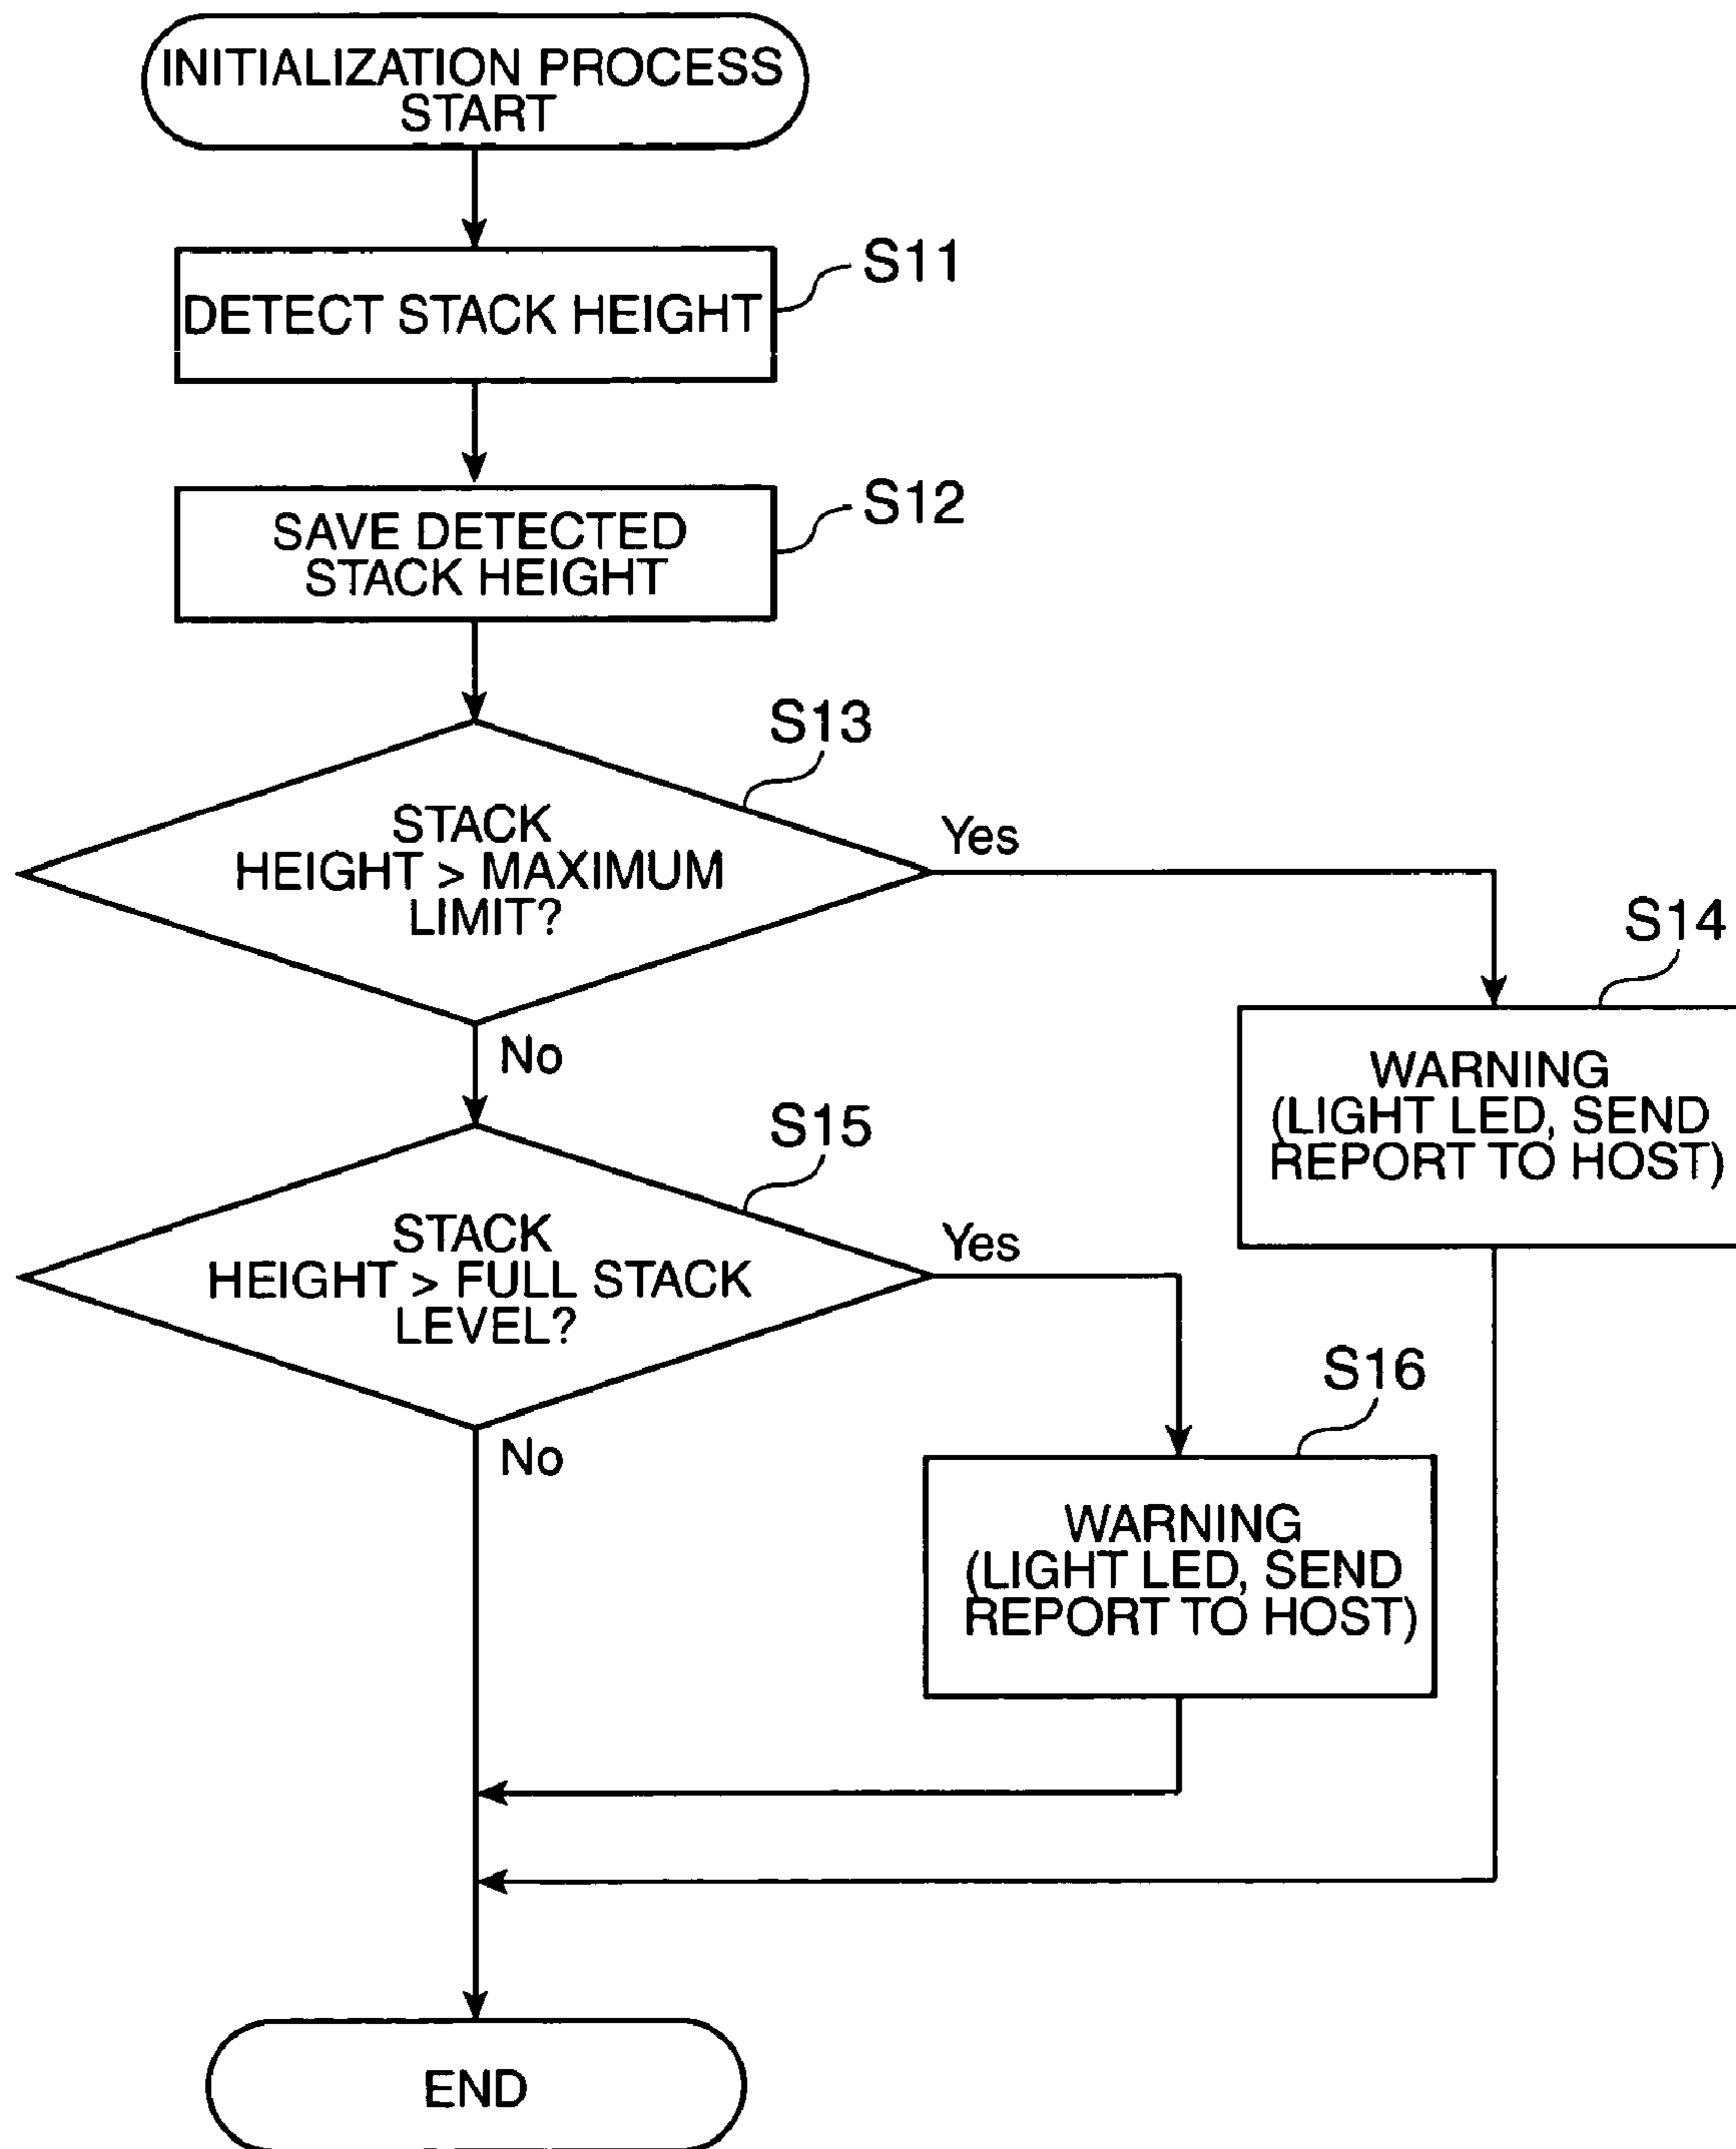 INITIALIZATION PROCESS
START
S11
DETECT STACK HEIGHT
S12
SAVE DETECTED
STACK HEIGHT
S13
STACK
HEIGHT > MAXIMUM
LIMIT?
Yes
No
S14
WARNING
(LIGHT LED, SEND
REPORT TO HOST)
S15
STACK
HEIGHT > FULL STACK
LEVEL?
Yes
No
S16
WARNING
(LIGHT LED, SEND
REPORT TO HOST)
END